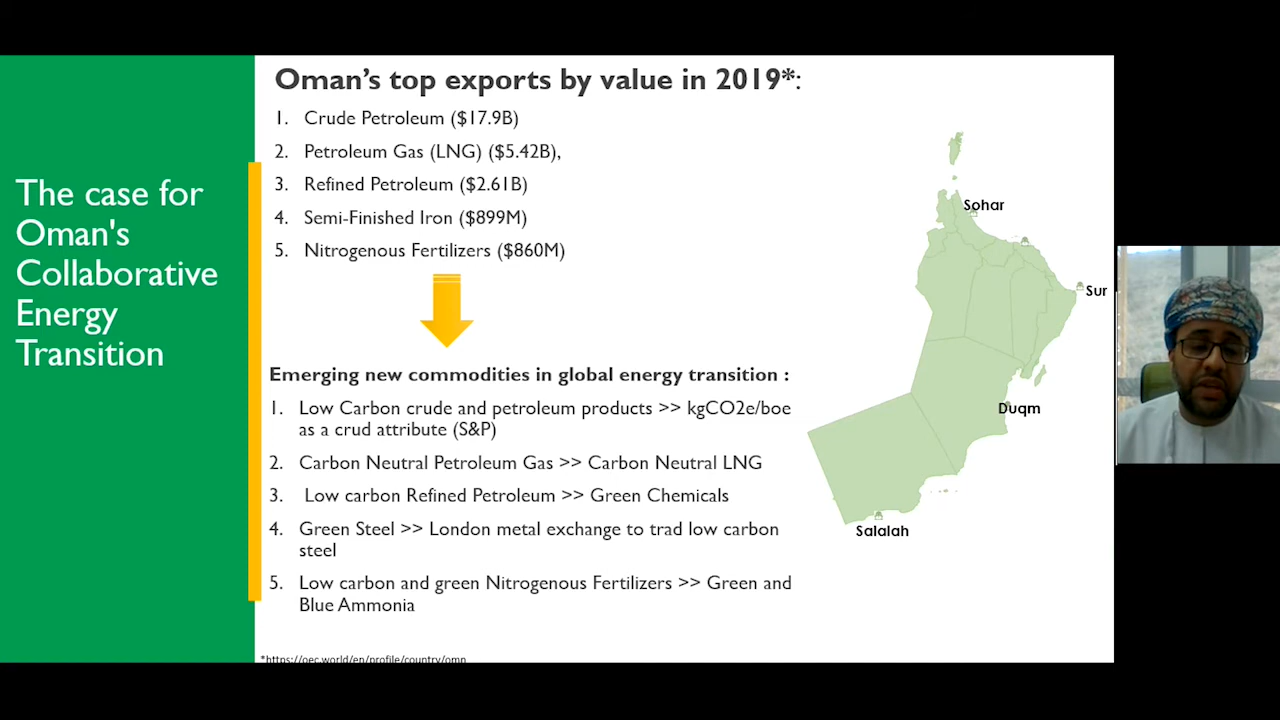 The case for
Oman's
Collaborative
Energy
Transition
Oman's top exports by value in 2019*:
1. Crude Petroleum ($17.9B)
2. Petroleum Gas (LNG) ($5.42B),
3. Refined Petroleum ($2.61B)
4. Semi-Finished Iron ($899M)
5. Nitrogenous Fertilizers ($860M)
Emerging new commodities in global energy transition :
1. Low Carbon crude and petroleum products >> kgCO2e/boe
as a crud attribute (S&P)
2. Carbon Neutral Petroleum Gas >> Carbon Neutral LNG
3. Low carbon Refined Petroleum >> Green Chemicals
4. Green Steel >> London metal exchange to trad low carbon
steel
5. Low carbon and green Nitrogenous Fertilizers >> Green and
Blue Ammonia
*https://oec.world/en/profile/country/omn
Sohar
Sur
Duqm
Salalah